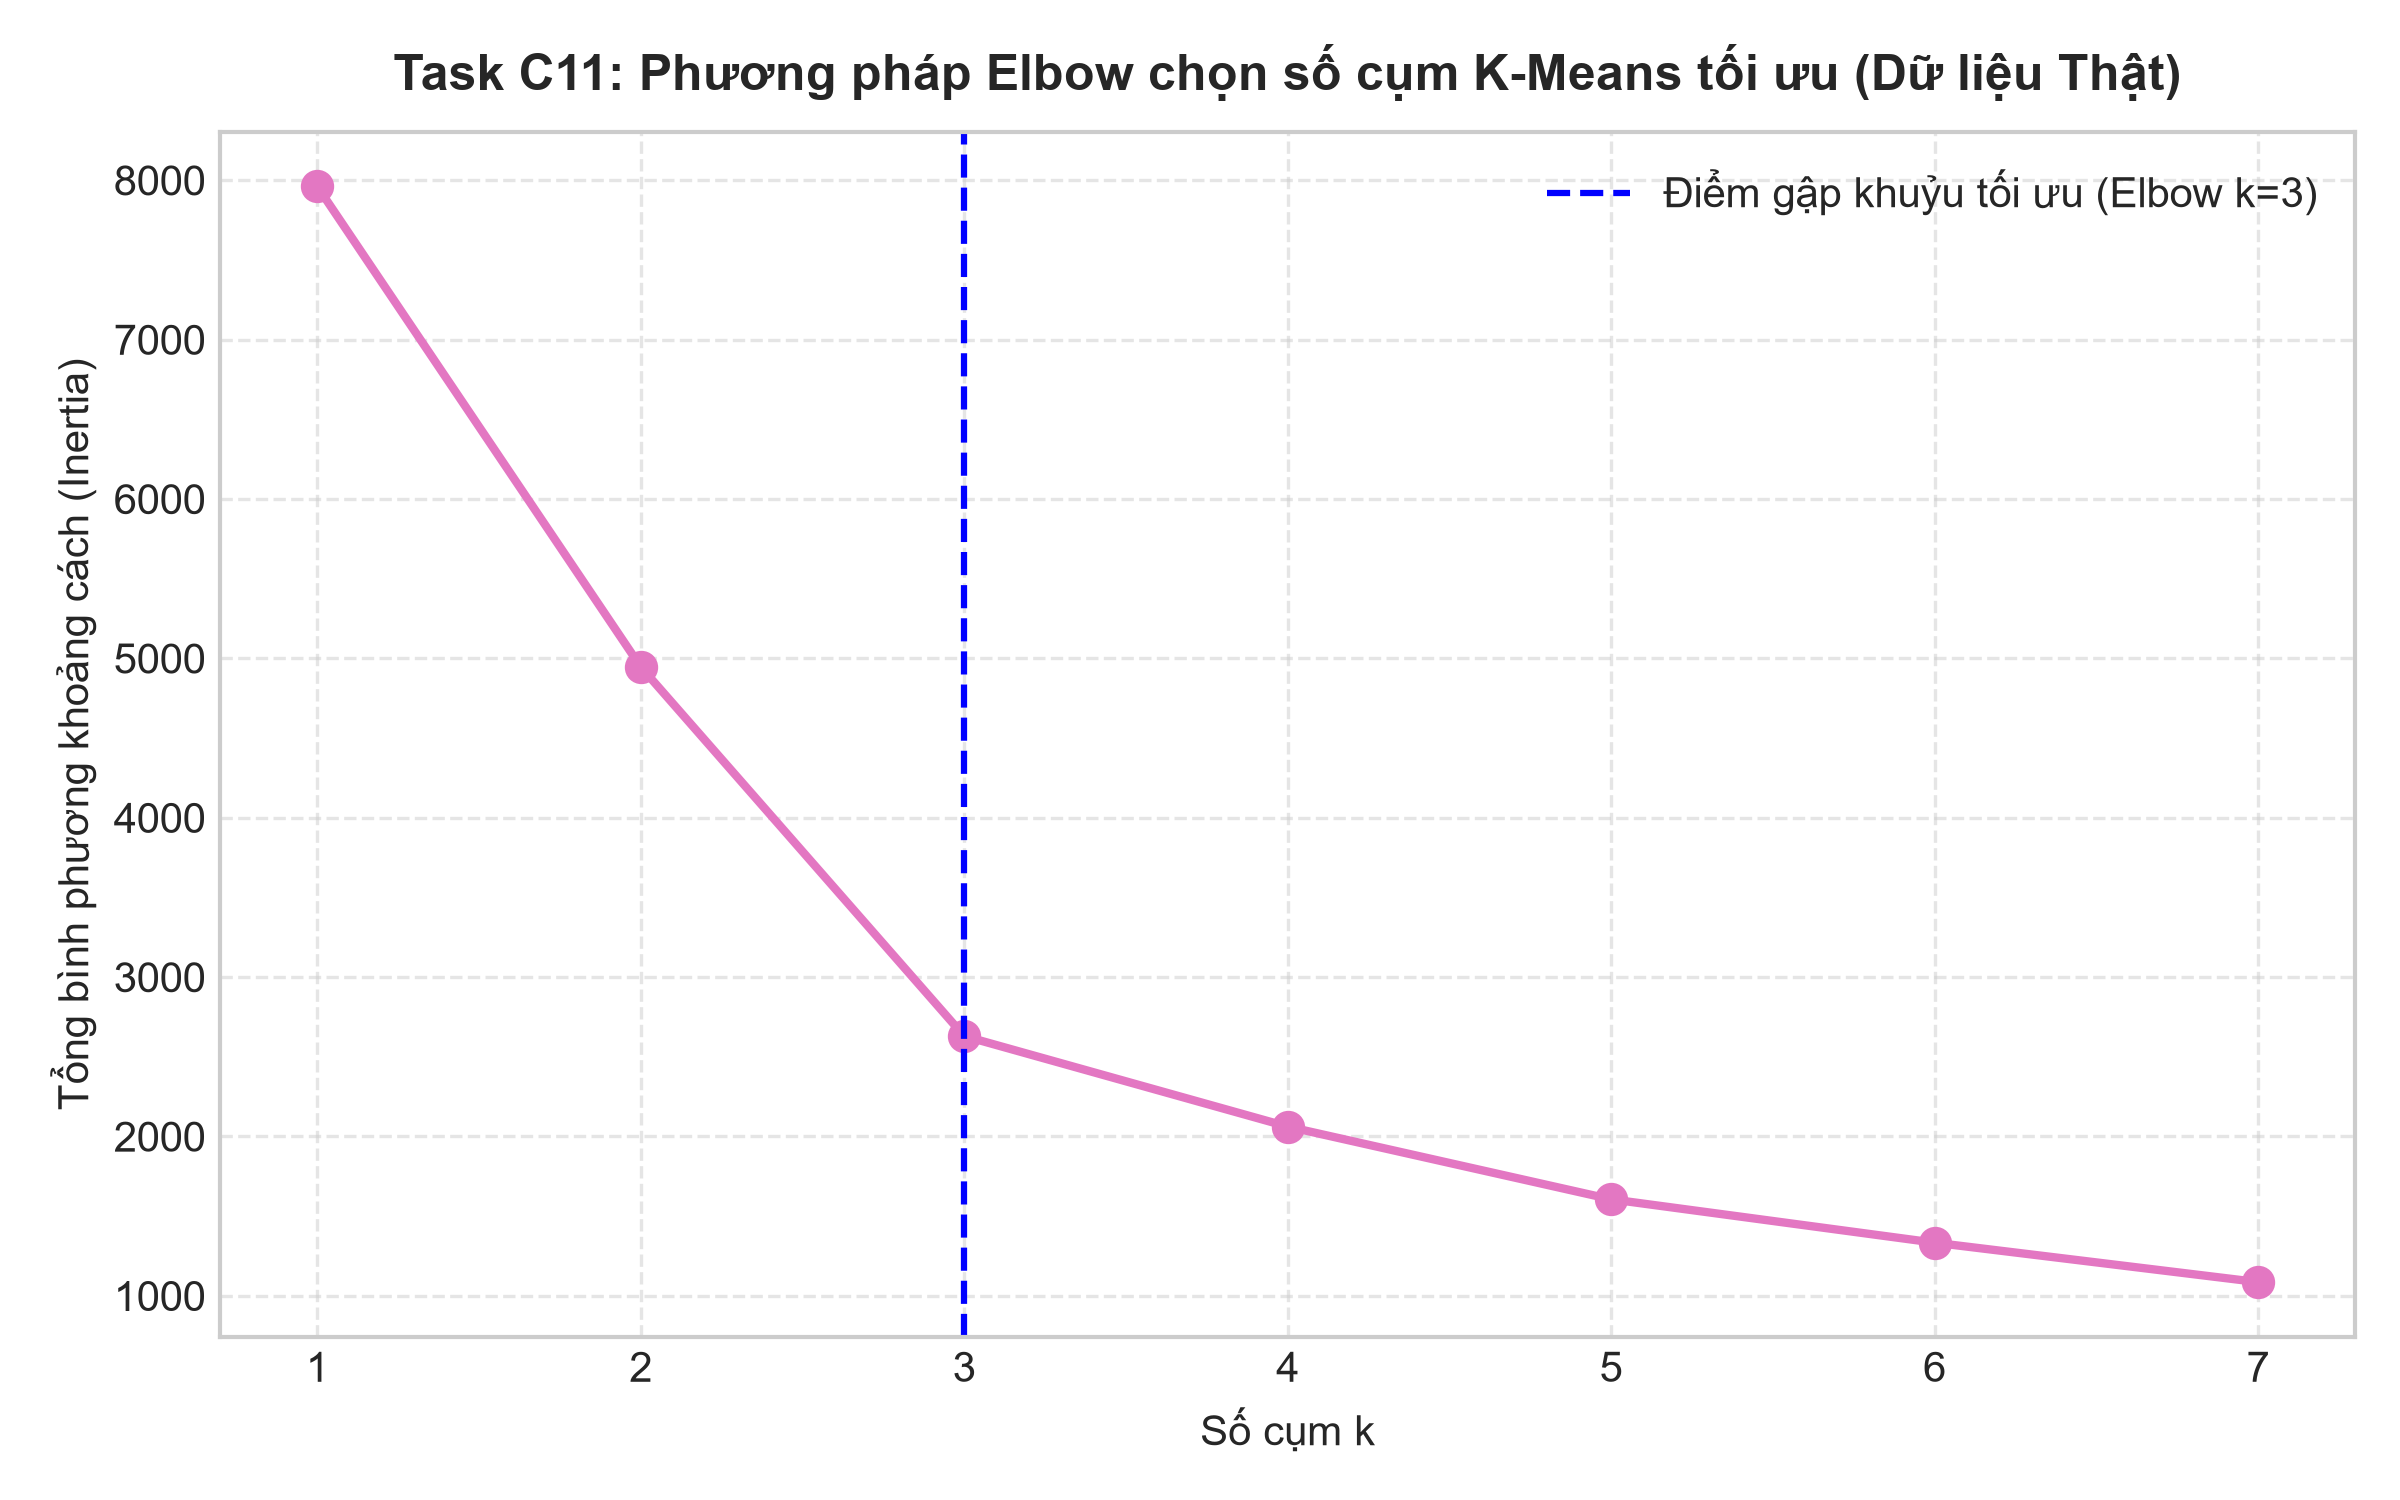 Task C11: Phương pháp Elbow chọn số cụm K-Means tối ưu (Dữ liệu Thật)
Điểm gập khuỷu tối ưu (Elbow k=3)
Tổng bình phương khoảng cách (Inertia)
8000
7000
6000
5000
4000
3000
2000
1000
1 2 3 4 5 6 7
Số cụm k